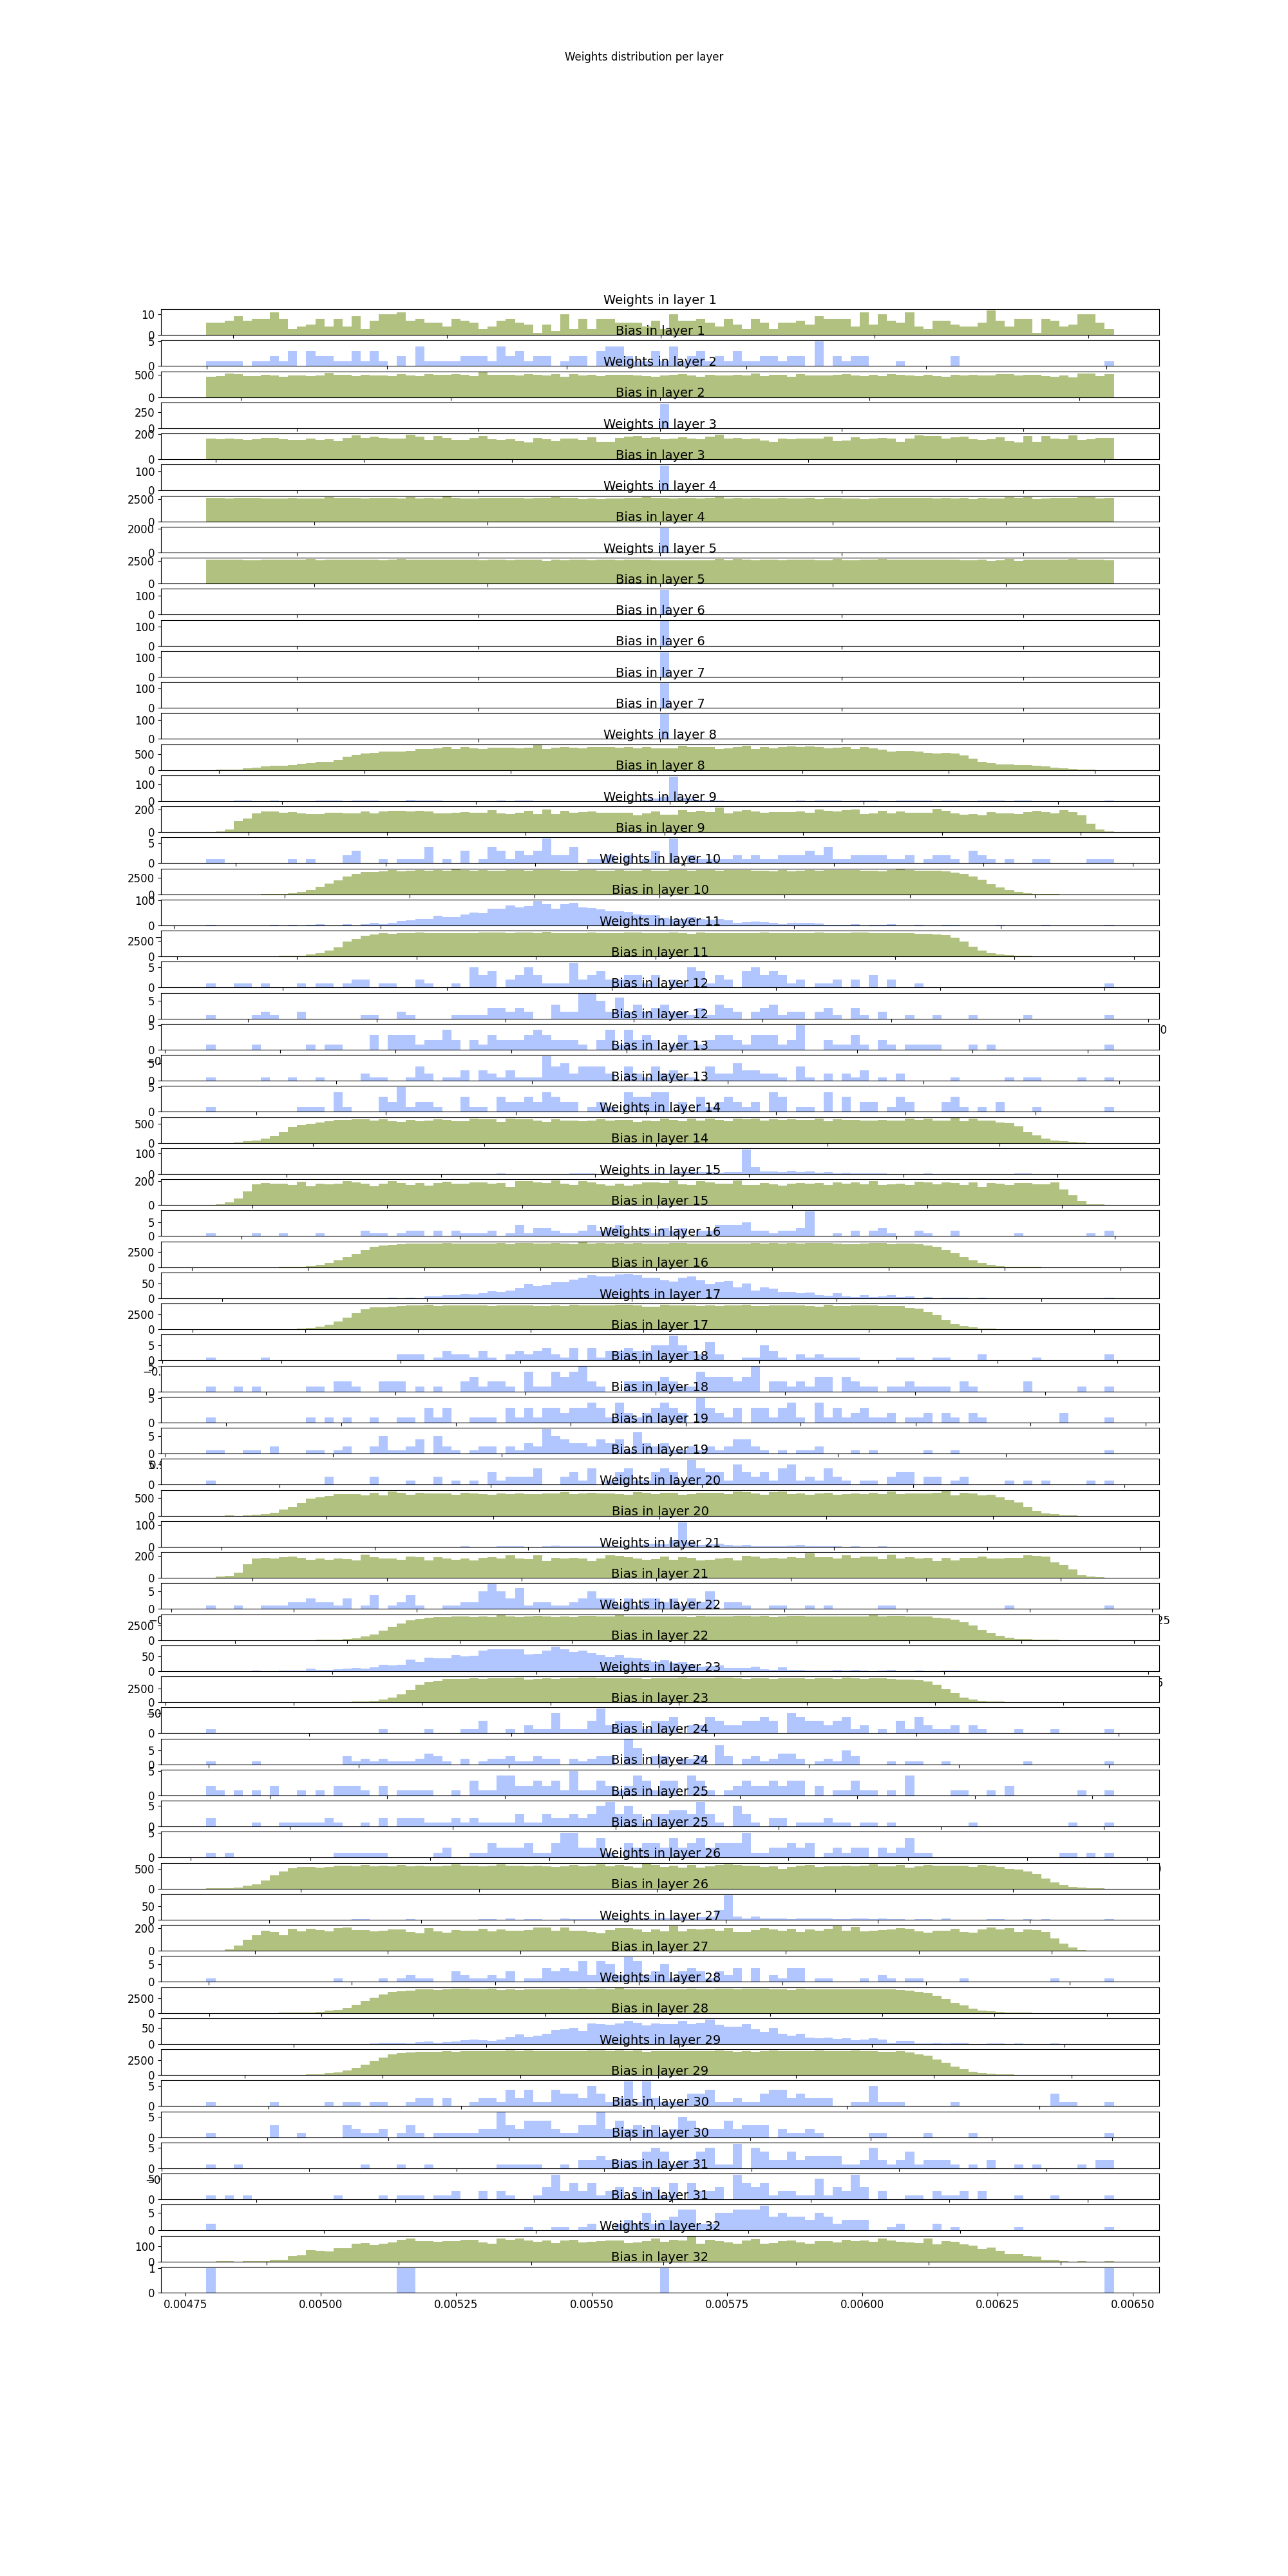 Weights distribution per layer
Weights in layer 1
10
0
Bias in layer 1
5
0
Weights in layer 2
500
0
Bias in layer 2
250
0
Weights in layer 3
200
0
Bias in layer 3
100
0
Weights in layer 4
2500
0
Bias in layer 4
2000
0
Weights in layer 5
2500
0
Bias in layer 5
100
0
Bias in layer 6
100
0
Bias in layer 6
100
0
Bias in layer 7
100
0
Bias in layer 7
100
0
Weights in layer 8
500
0
Bias in layer 8
100
0
Weights in layer 9
200
0
Bias in layer 9
5
0
Weights in layer 10
2500
0
Bias in layer 10
100
0
Weights in layer 11
2500
0
Bias in layer 11
5
0
Bias in layer 12
5
0
Bias in layer 12
5
0
Bias in layer 13
5
0
Bias in layer 13
5
0
Weights in layer 14
500
0
Bias in layer 14
100
0
Weights in layer 15
200
0
Bias in layer 15
5
0
Weights in layer 16
2500
0
Bias in layer 16
50
0
Weights in layer 17
2500
0
Bias in layer 17
5
0
Bias in layer 18
0
Bias in layer 18
5
0
Bias in layer 19
5
0
Bias in layer 19
0
Weights in layer 20
500
0
Bias in layer 20
100
0
Weights in layer 21
200
0
Bias in layer 21
5
0
Weights in layer 22
2500
0
Bias in layer 22
50
0
Weights in layer 23
2500
0
Bias in layer 23
0
Bias in layer 24
5
0
Bias in layer 24
5
0
Bias in layer 25
5
0
Bias in layer 25
5
0
Weights in layer 26
500
0
Bias in layer 26
50
0
Weights in layer 27
200
0
Bias in layer 27
5
0
Weights in layer 28
2500
0
Bias in layer 28
50
0
Weights in layer 29
2500
0
Bias in layer 29
5
0
Bias in layer 30
5
0
Bias in layer 30
5
0
Bias in layer 31
0
Bias in layer 31
5
0
Weights in layer 32
100
0
Bias in layer 32
1
0
0.00475 0.00500 0.00525 0.00550 0.00575 0.00600 0.00625 0.00650